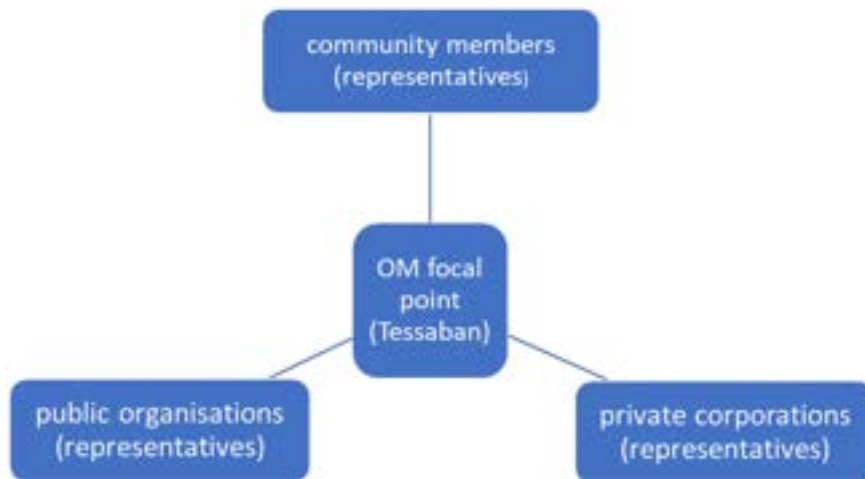 community members
(representatives)
OM focal
point
(Tessaban)
public organisations
(representatives)
private corporations
(representatives)